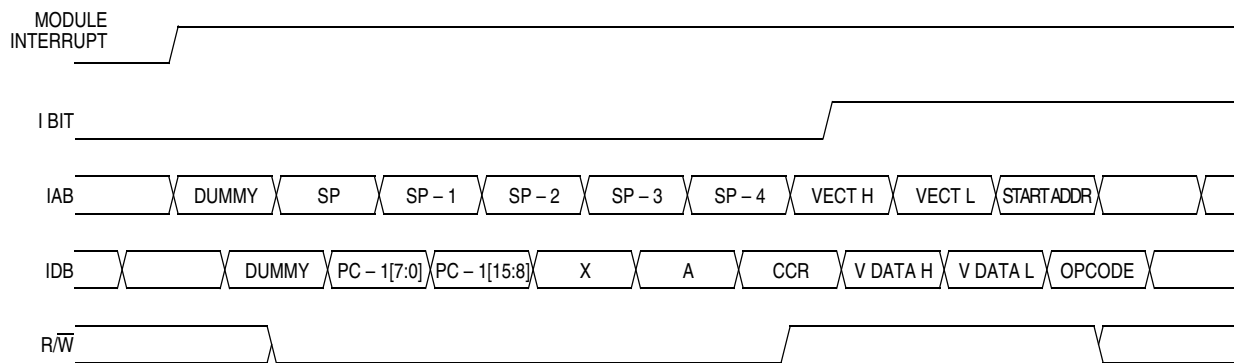 MODULE
INTERRUPT
I BIT
IAB DUMMY SP SP – 1 SP – 2 SP – 3 SP – 4 VECT H VECT L START ADDR
IDB DUMMY PC – 1[7:0] PC – 1[15:8] X A CCR V DATA H V DATA L OPCODE
R/W̅